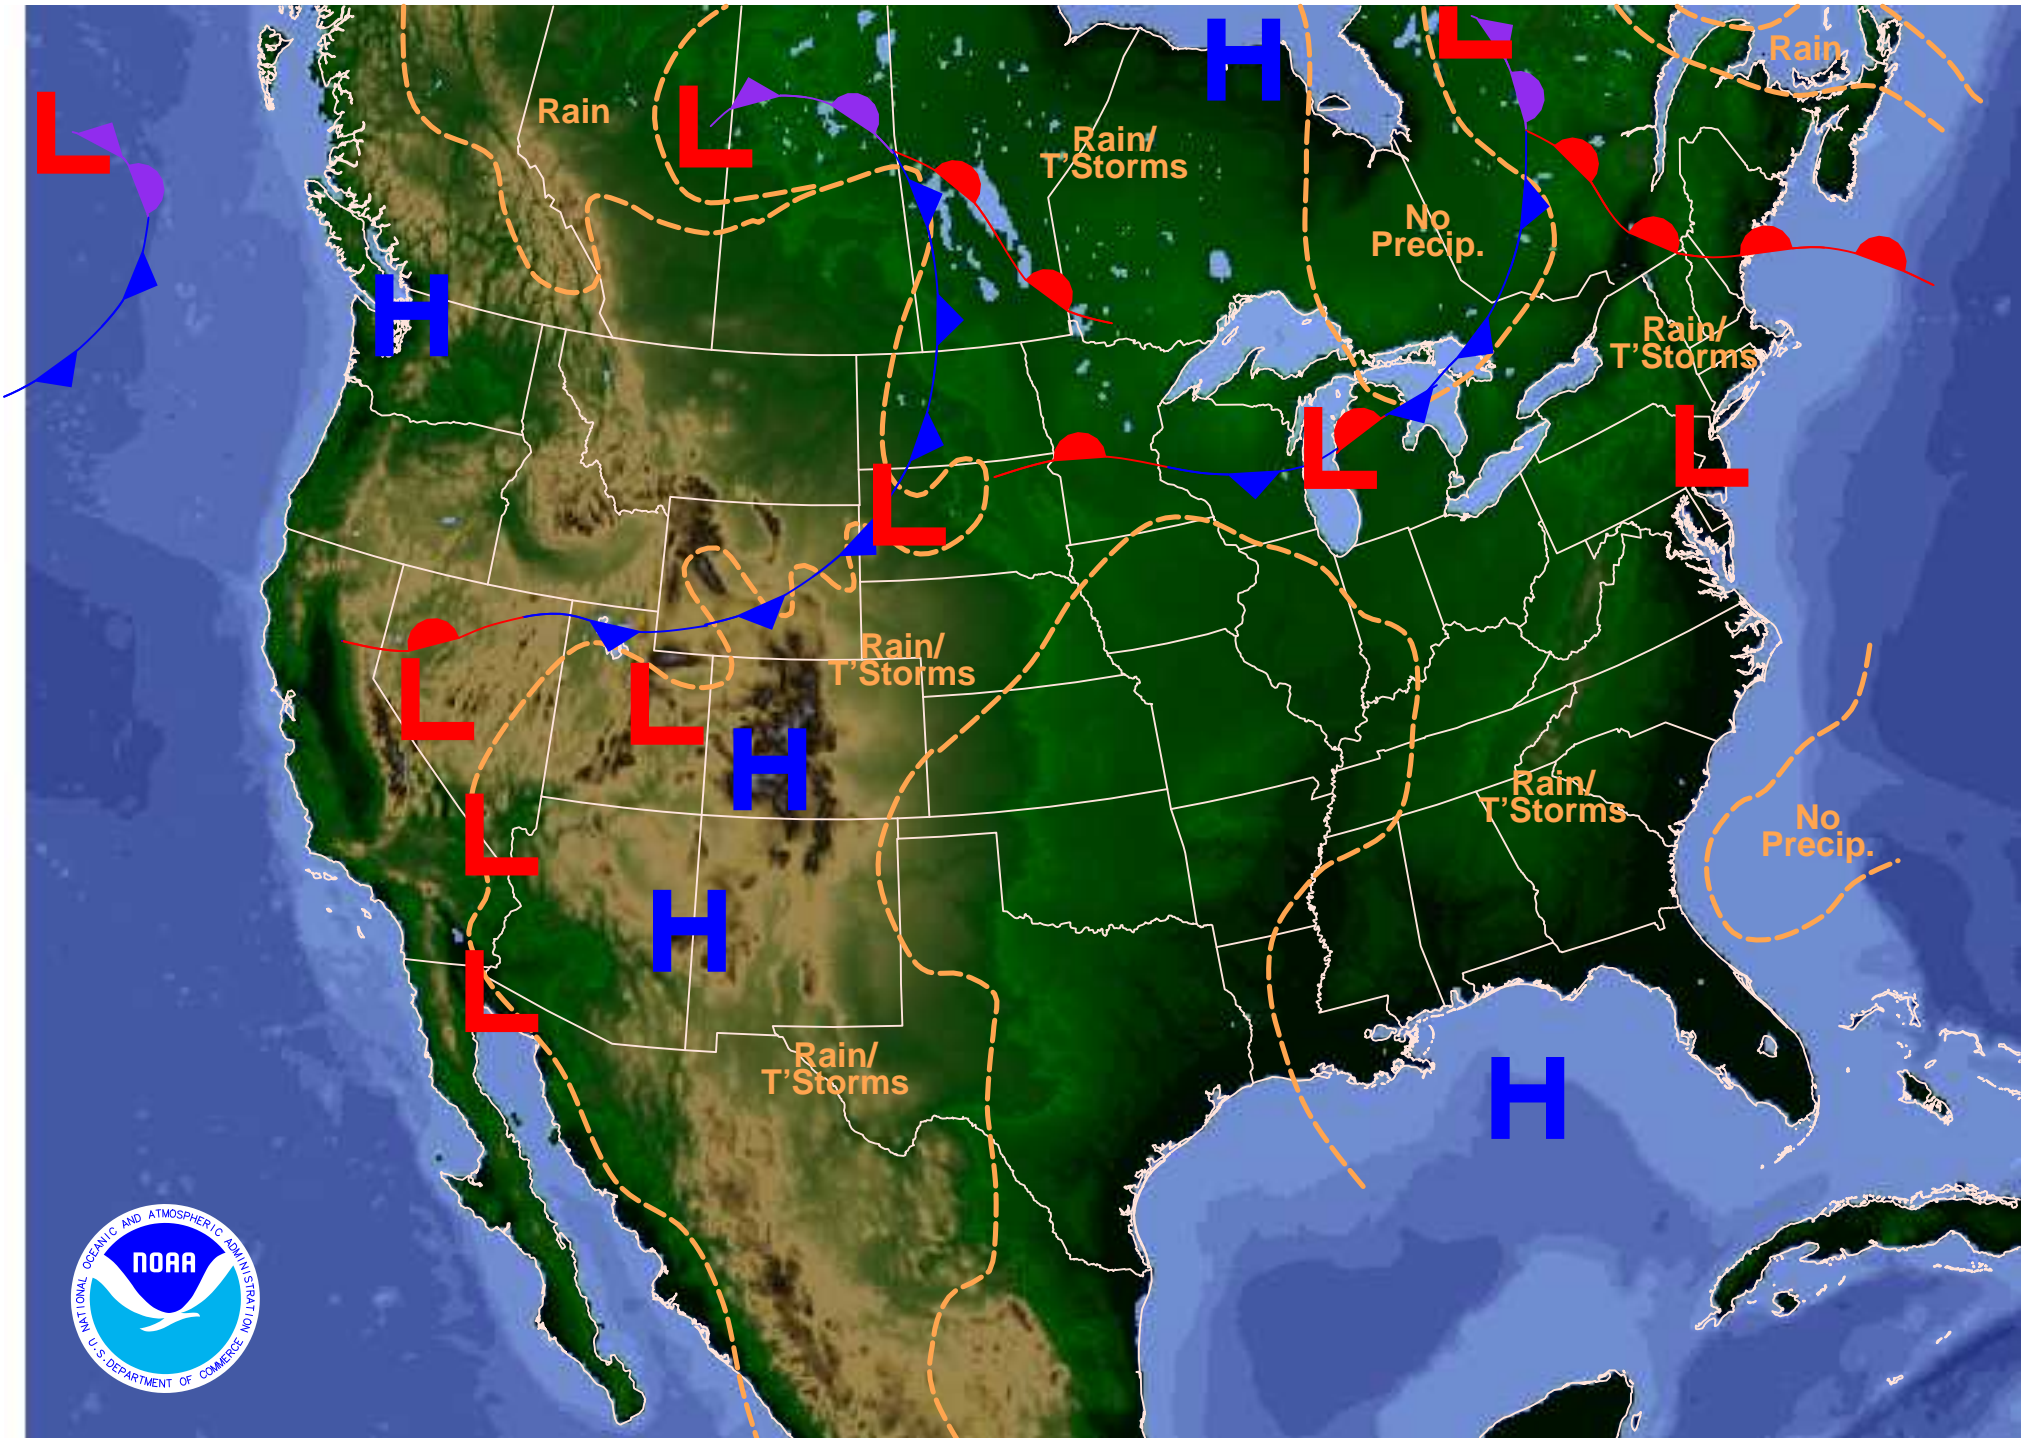 L
H
Rain
L
Rain
L
Rain/
T'Storms
No
Precip.
H
Rain/
T'Storms
L
L
L
Rain/
T'Storms
L
L
H
L
Rain/
T'Storms
No
Precip.
H
L
Rain/
T'Storms
H
NATIONAL OCEANIC AND ATMOSPHERIC ADMINISTRATION
NOAA
U.S. DEPARTMENT OF COMMERCE